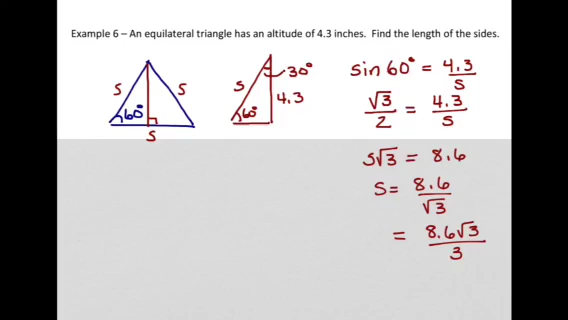 Example 6 – An equilateral triangle has an altitude of 4.3 inches. Find the length of the sides.
s
s
60°
s
s
30°
4.3
60°
sin 60° = 4.3/s
√3/2 = 4.3/s
s√3 = 8.6
s = 8.6/√3
= 8.6√3/3